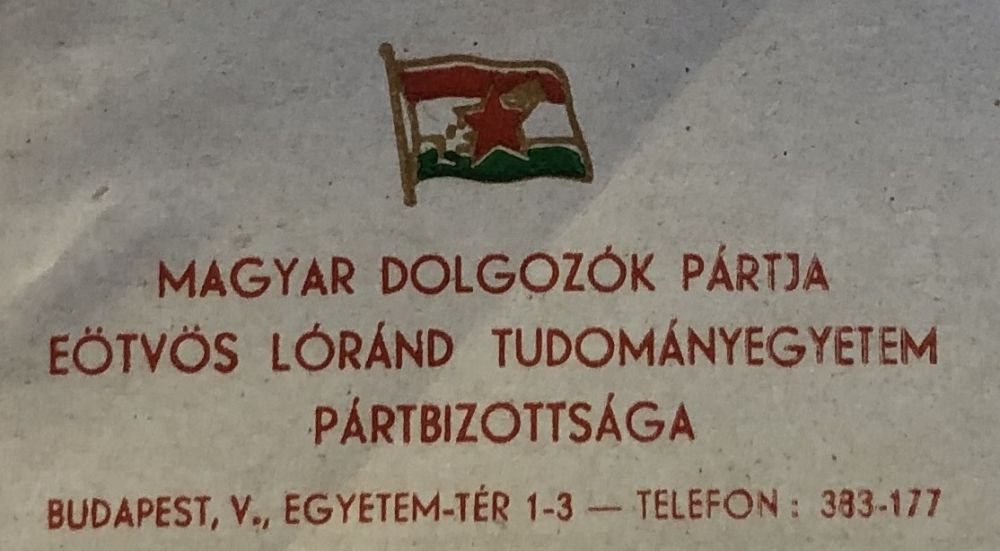 MAGYAR DOLGOZÓK PÁRTJA
EÖTVÖS LÓRÁND TUDOMÁNYEGYETEM
PÁRTBIZOTTSÁGA
BUDAPEST, V., EGYETEM-TÉR 1-3 — TELEFON: 383-177